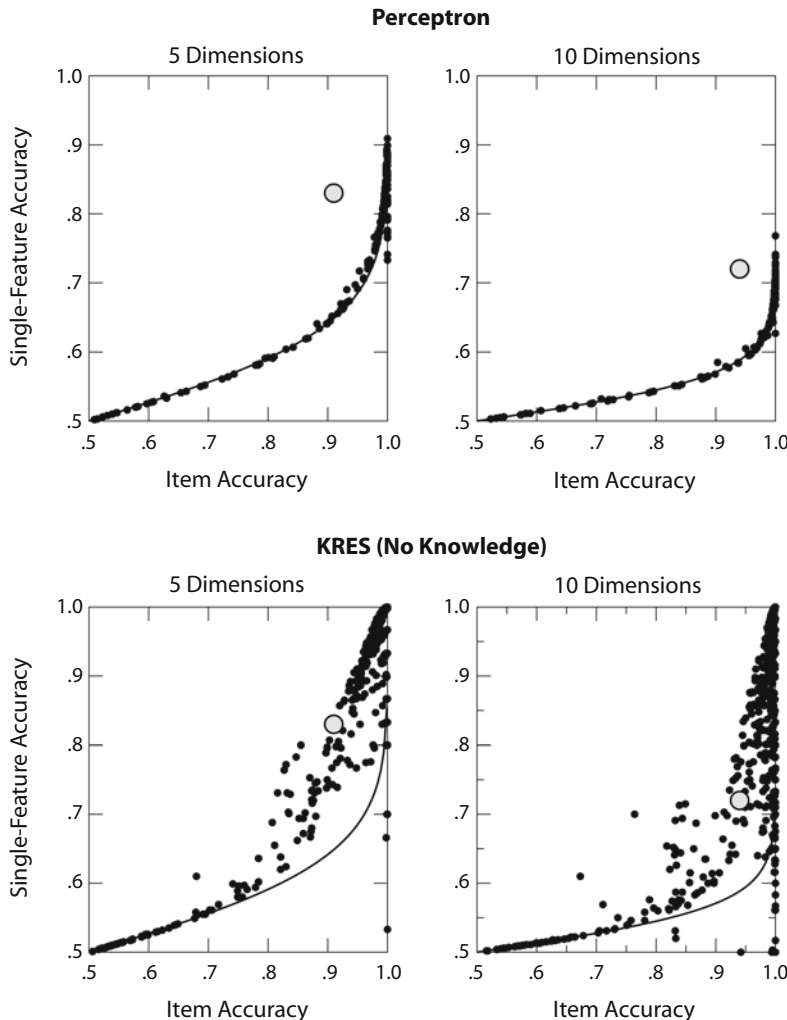 Perceptron
5 Dimensions
1.0
.9
.8
.7
.6
.5
.5 .6 .7 .8 .9 1.0
Single-Feature Accuracy
Item Accuracy
10 Dimensions
1.0
.9
.8
.7
.6
.5
.5 .6 .7 .8 .9 1.0
Item Accuracy
KRES (No Knowledge)
5 Dimensions
1.0
.9
.8
.7
.6
.5
.5 .6 .7 .8 .9 1.0
Single-Feature Accuracy
Item Accuracy
10 Dimensions
1.0
.9
.8
.7
.6
.5
.5 .6 .7 .8 .9 1.0
Item Accuracy